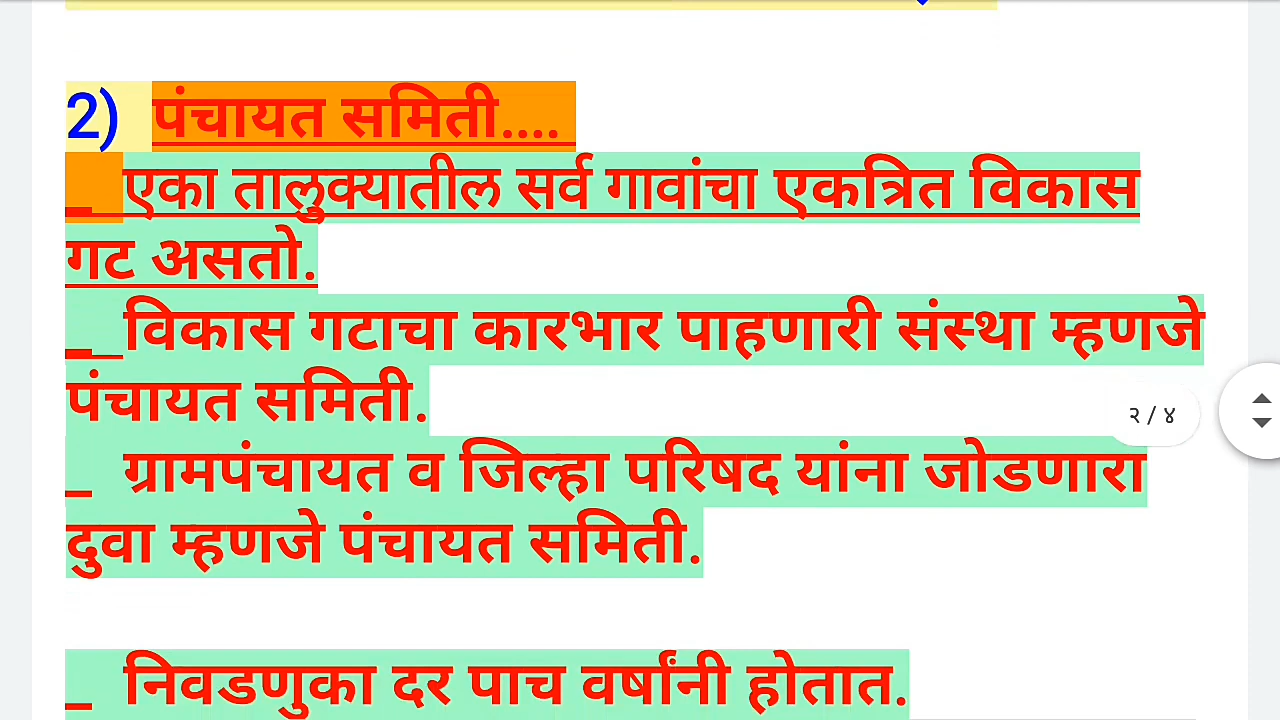 2) पंचायत समिती....
_ एका तालुक्यातील सर्व गावांचा एकत्रित विकास
गट असतो.
_ विकास गटाचा कारभार पाहणारी संस्था म्हणजे
पंचायत समिती.
२ / ४
_ ग्रामपंचायत व जिल्हा परिषद यांना जोडणारा
दुवा म्हणजे पंचायत समिती.
_ निवडणुका दर पाच वर्षांनी होतात.